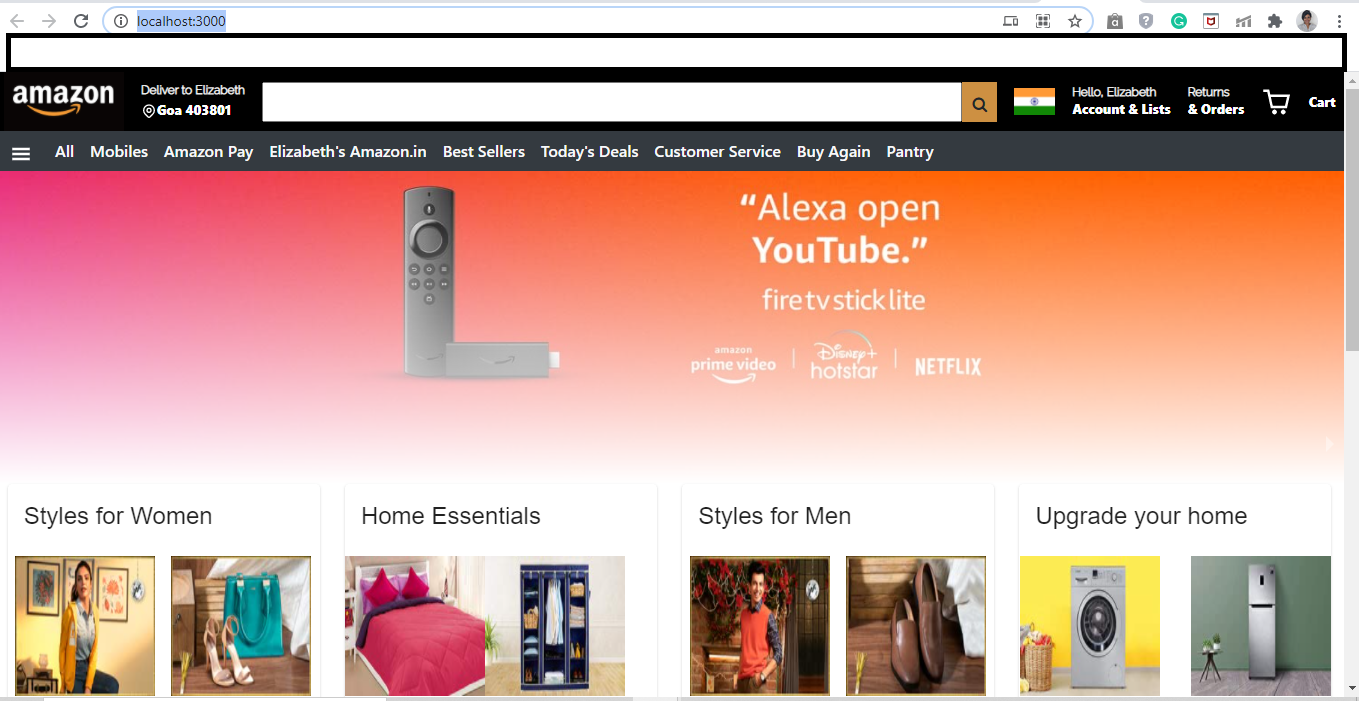 localhost:3000
amazon
Deliver to Elizabeth
Goa 403801
Hello, Elizabeth
Account & Lists
Returns
& Orders
Cart
All Mobiles Amazon Pay Elizabeth's Amazon.in Best Sellers Today's Deals Customer Service Buy Again Pantry
“Alexa open
YouTube.”
fire tv stick lite
amazon
prime video
Disney+
hotstar
NETFLIX
Styles for Women
Home Essentials
Styles for Men
Upgrade your home